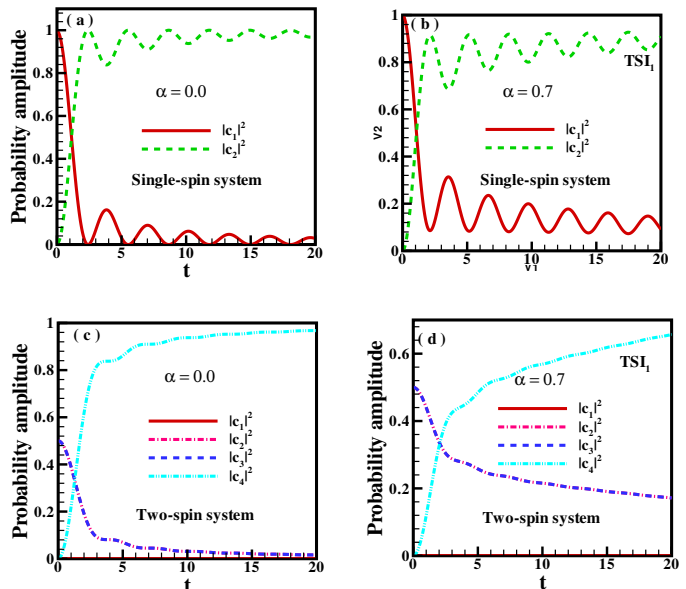 ( a )
Probability amplitude
1
0.8
0.6
0.4
0.2
0
α = 0.0
|c₁|²
|c₂|²
Single-spin system
0 5 10 15 20
t
( b )
V2
1
0.8
0.6
0.4
0.2
0
TSI₁
α = 0.7
|c₁|²
|c₂|²
Single-spin system
0 5 10 15 20
V1
( c )
Probability amplitude
1
0.8
0.6
0.4
0.2
0
α = 0.0
|c₁|²
|c₂|²
|c₃|²
|c₄|²
Two-spin system
0 5 10 15 20
t
( d )
Probability amplitude
0.6
0.4
0.2
0
TSI₁
α = 0.7
|c₁|²
|c₂|²
|c₃|²
|c₄|²
Two-spin system
0 5 10 15 20
t